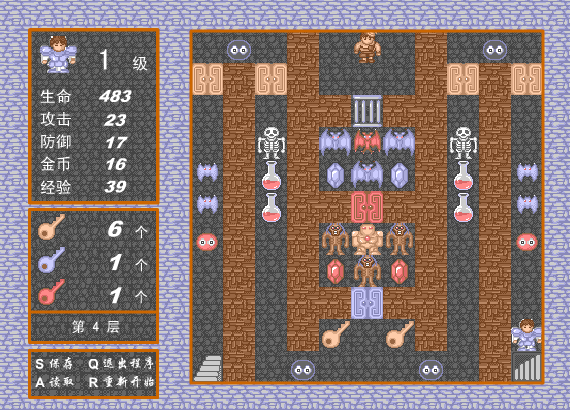 1 级
生命 483
攻击 23
防御 17
金币 16
经验 39
6 个
1 个
1 个
第 4 层
S 保存 Q 退出程序
A 读取 R 重新开始